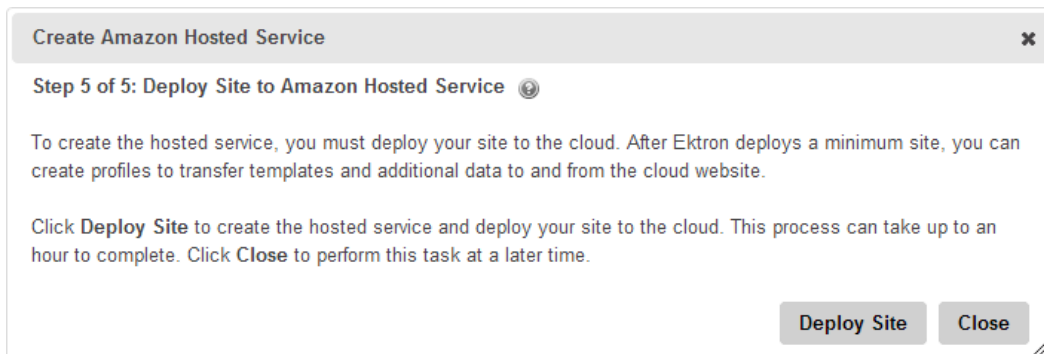 Create Amazon Hosted Service
Step 5 of 5: Deploy Site to Amazon Hosted Service
To create the hosted service, you must deploy your site to the cloud. After Ektron deploys a minimum site, you can
create profiles to transfer templates and additional data to and from the cloud website.
Click Deploy Site to create the hosted service and deploy your site to the cloud. This process can take up to an
hour to complete. Click Close to perform this task at a later time.
Deploy Site Close